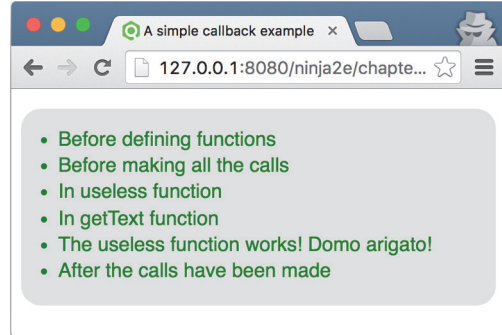 A simple callback example
127.0.0.1:8080/ninja2e/chapte...
Before defining functions
Before making all the calls
In useless function
In getText function
The useless function works! Domo arigato!
After the calls have been made